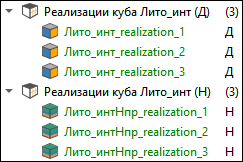 Реализации куба Лито_инт (Д) (3)
Лито_инт_realization_1 Д
Лито_инт_realization_2 Д
Лито_инт_realization_3 Д
Реализации куба Лито_инт (Н) (3)
Лито_интНпр_realization_1 Н
Лито_интНпр_realization_2 Н
Лито_интНпр_realization_3 Н